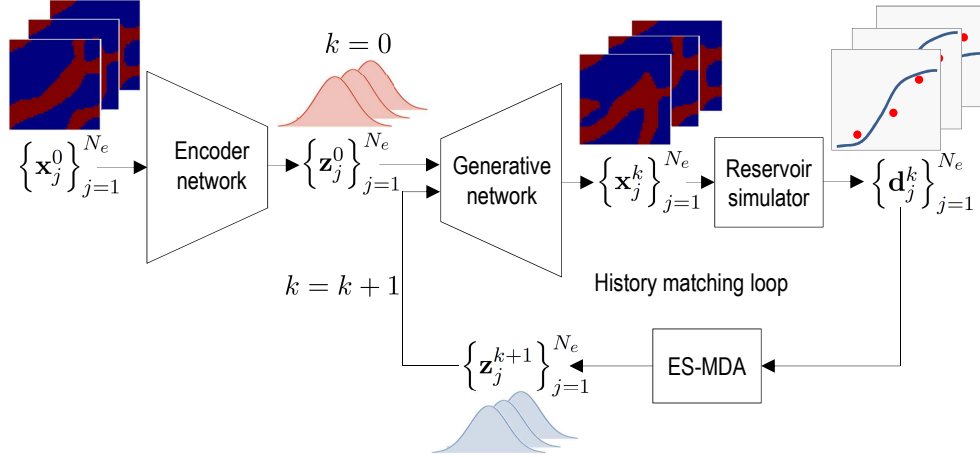 k = 0
{x_j^0}_{j=1}^{N_e}
Encoder
network
{z_j^0}_{j=1}^{N_e}
Generative
network
{x_j^k}_{j=1}^{N_e}
Reservoir
simulator
{d_j^k}_{j=1}^{N_e}
k = k + 1
History matching loop
{z_j^{k+1}}_{j=1}^{N_e}
ES-MDA